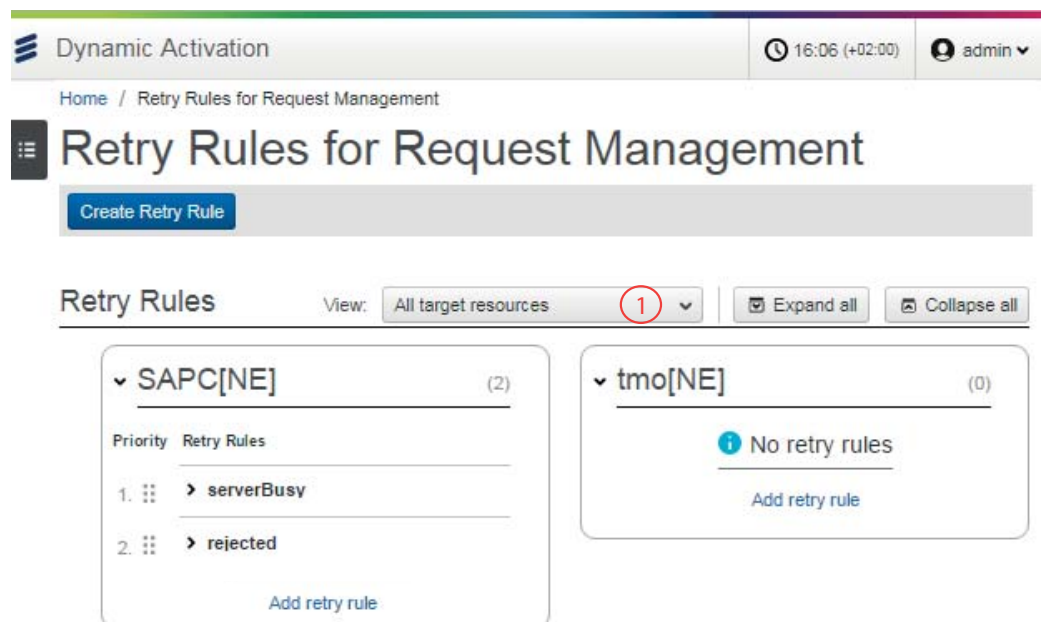 Dynamic Activation 16:06 (+02:00) admin
Home / Retry Rules for Request Management
Retry Rules for Request Management
Create Retry Rule
Retry Rules View: All target resources 1 Expand all Collapse all
SAPC[NE] (2)
Priority Retry Rules
1. serverBusy
2. rejected
Add retry rule
tmo[NE] (0)
No retry rules
Add retry rule